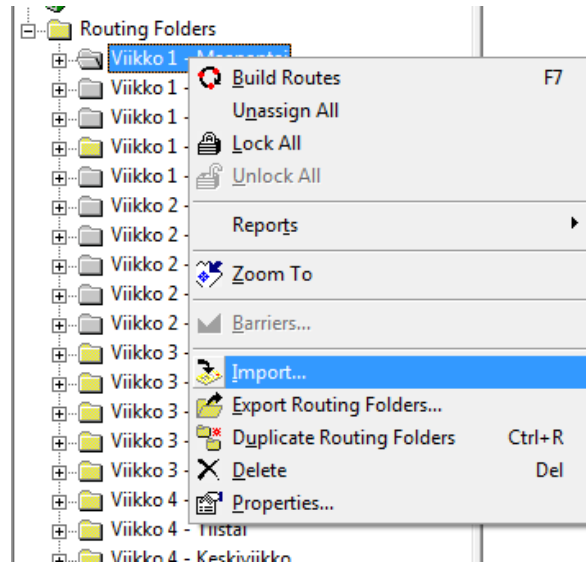 Routing Folders
Viikko 1 - Maanantai
Viikko 1 -
Viikko 1 -
Viikko 1 -
Viikko 1 -
Viikko 2 -
Viikko 2 -
Viikko 2 -
Viikko 2 -
Viikko 2 -
Viikko 3 -
Viikko 3 -
Viikko 3 -
Viikko 3 -
Viikko 3 -
Viikko 4 -
Viikko 4 - Tiistai
Viikko 4 - Keskiviikko
Build Routes F7
Unassign All
Lock All
Unlock All
Reports
Zoom To
Barriers...
Import...
Export Routing Folders...
Duplicate Routing Folders Ctrl+R
Delete Del
Properties...